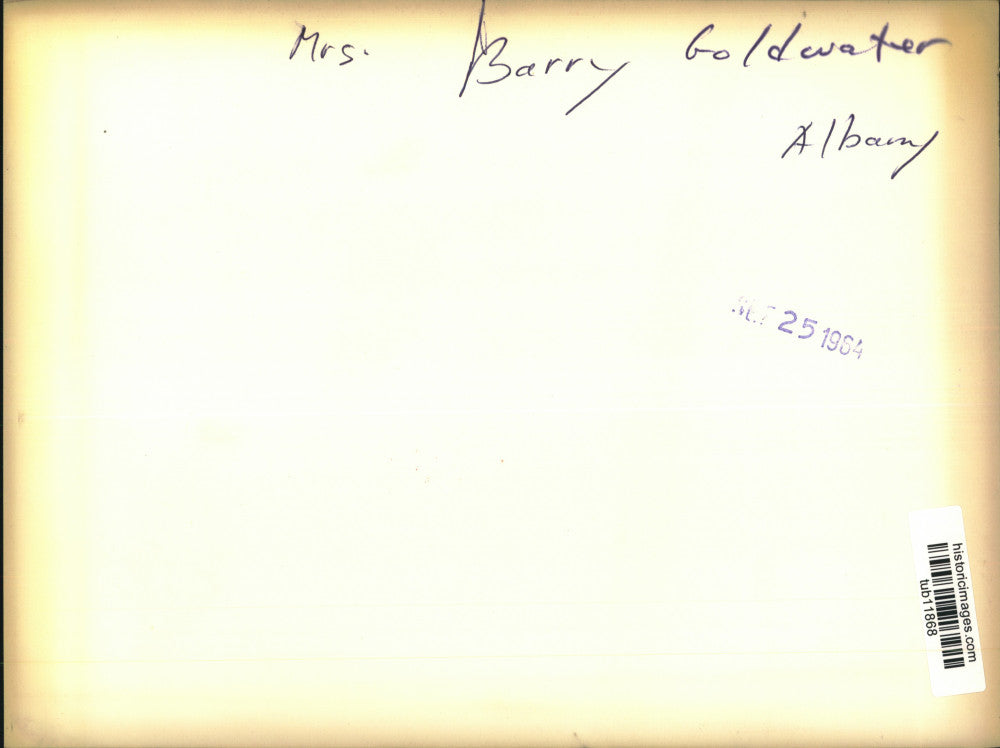 Mrs. Barry Goldwater
Albany
25 1964
historicimages.com
tub11868